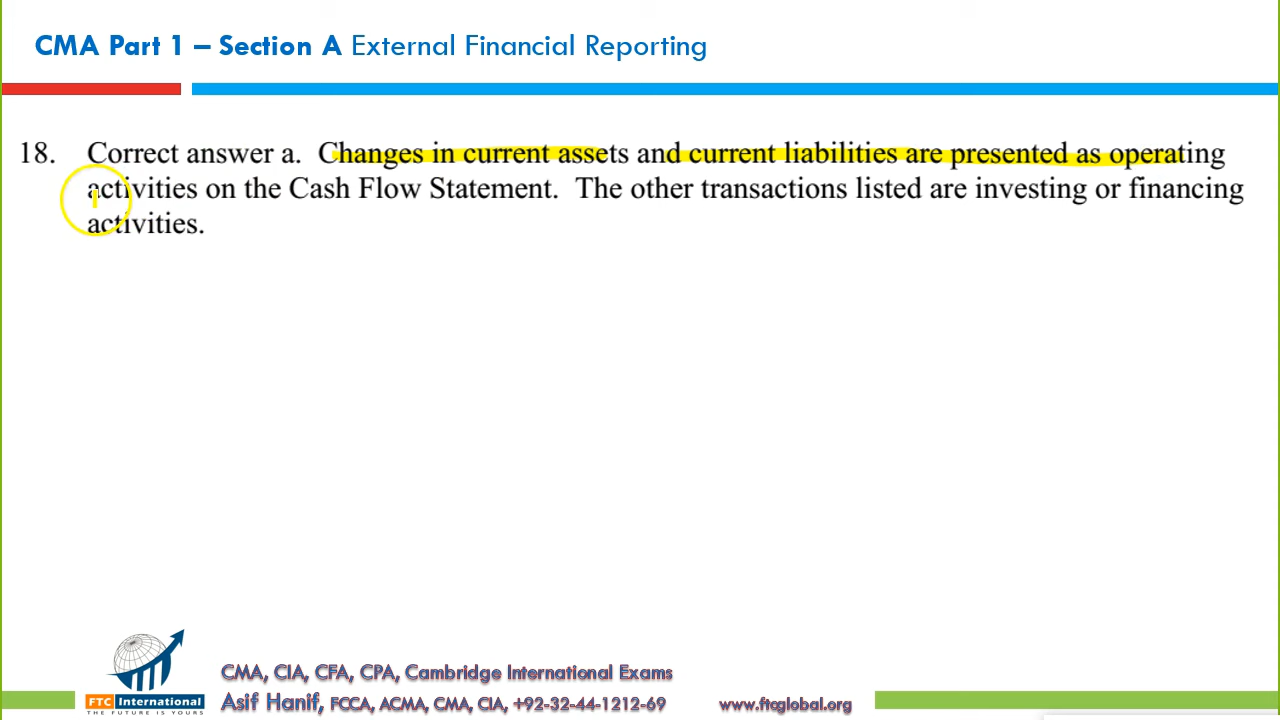 CMA Part 1 – Section A External Financial Reporting
18. Correct answer a. Changes in current assets and current liabilities are presented as operating
activities on the Cash Flow Statement. The other transactions listed are investing or financing
activities.
CMA, CIA, CFA, CPA, Cambridge International Exams
FTC International
THE FUTURE IS YOURS
Asif Hanif, FCCA, ACMA, CMA, CIA, +92-32-44-1212-69
www.ftcglobal.org